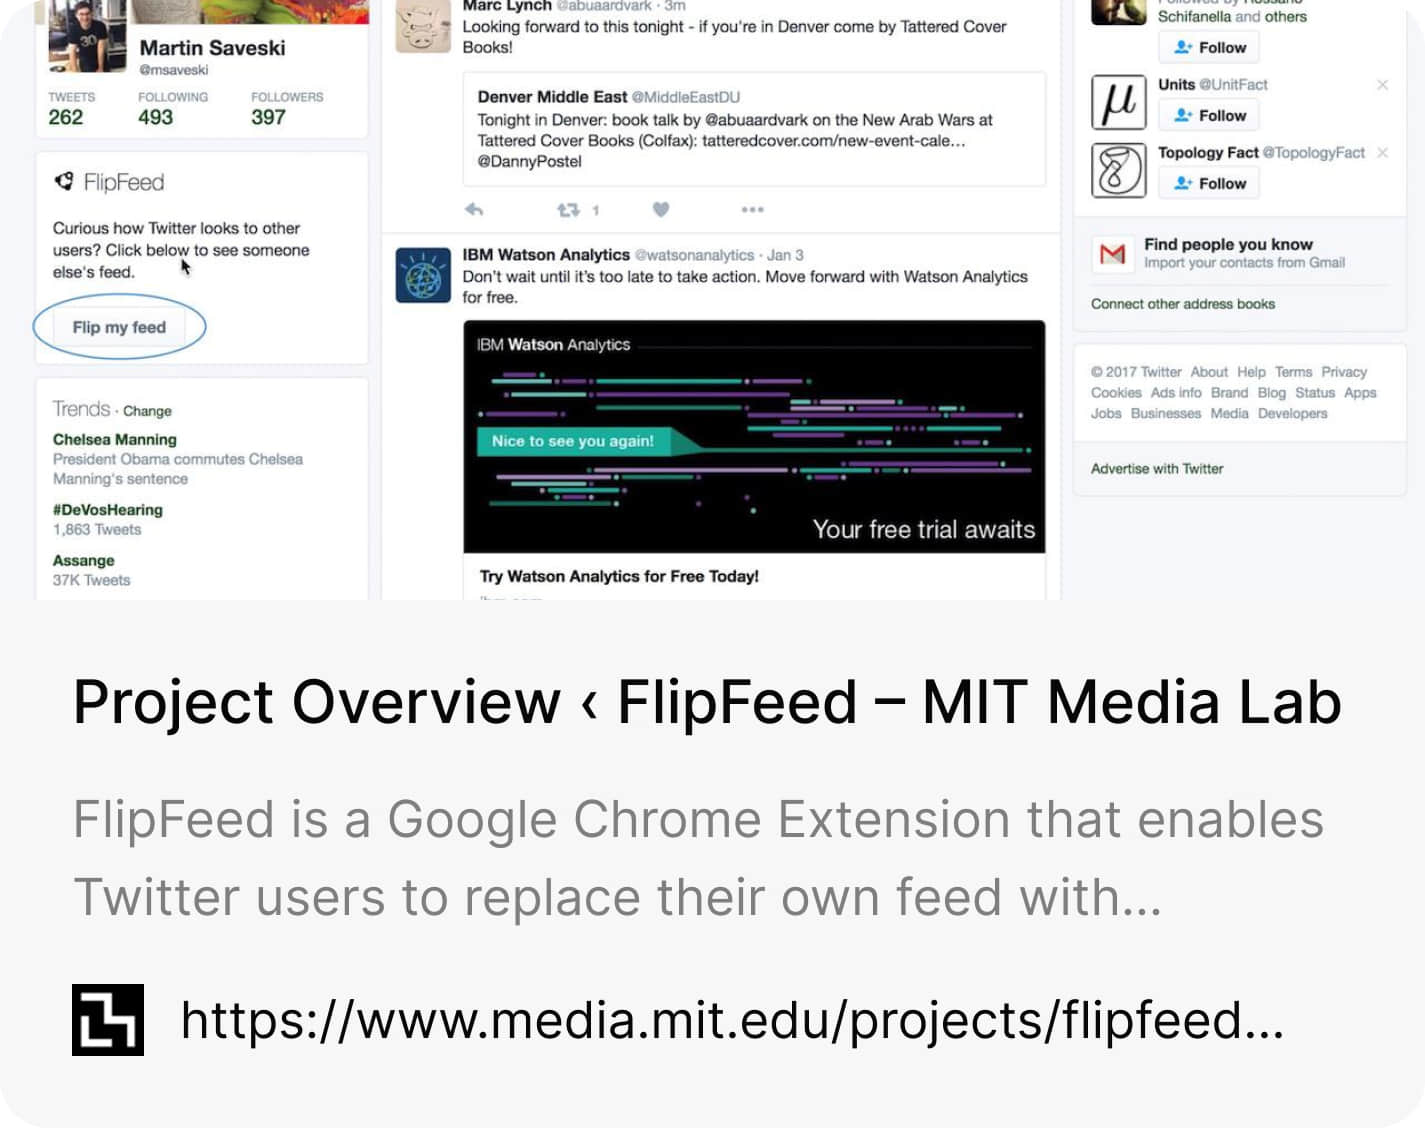 Martin Saveski
@msaveski
TWEETS FOLLOWING FOLLOWERS
262 493 397
FlipFeed
Curious how Twitter looks to other
users? Click below to see someone
else's feed.
Flip my feed
Trends · Change
Chelsea Manning
President Obama commutes Chelsea
Manning's sentence
#DeVosHearing
1,863 Tweets
Assange
37K Tweets
Marc Lynch @abuaardvark · 3m
Looking forward to this tonight - if you're in Denver come by Tattered Cover
Books!
Denver Middle East @MiddleEastDU
Tonight in Denver: book talk by @abuaardvark on the New Arab Wars at
Tattered Cover Books (Colfax): tatteredcover.com/new-event-cale…
@DannyPostel
1
IBM Watson Analytics @watsonanalytics · Jan 3
Don't wait until it's too late to take action. Move forward with Watson Analytics
for free.
IBM Watson Analytics
Nice to see you again!
Your free trial awaits
Try Watson Analytics for Free Today!
Schifanella and others
Follow
Units @UnitFact
Follow
Topology Fact @TopologyFact
Follow
Find people you know
Import your contacts from Gmail
Connect other address books
© 2017 Twitter About Help Terms Privacy
Cookies Ads info Brand Blog Status Apps
Jobs Businesses Media Developers
Advertise with Twitter
Project Overview ‹ FlipFeed – MIT Media Lab
FlipFeed is a Google Chrome Extension that enables
Twitter users to replace their own feed with...
https://www.media.mit.edu/projects/flipfeed...